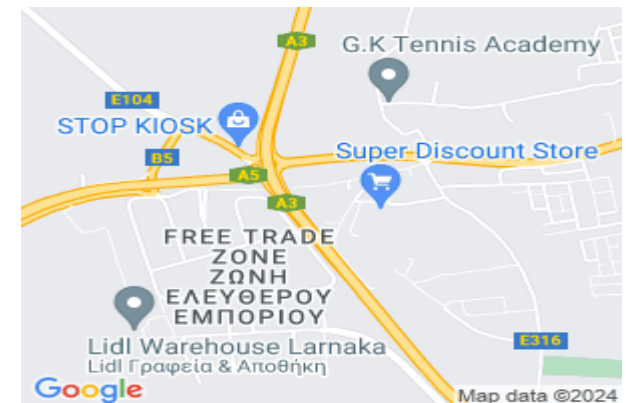 A3
G.K Tennis Academy
E104
STOP KIOSK
B5
Super Discount Store
A5
A3
FREE TRADE
ZONE
ΖΩΝΗ
ΕΛΕΥΘΕΡΟΥ
ΕΜΠΟΡΙΟΥ
E316
Lidl Warehouse Larnaka
Lidl Γραφεία & Αποθήκη
Google
Map data ©2024